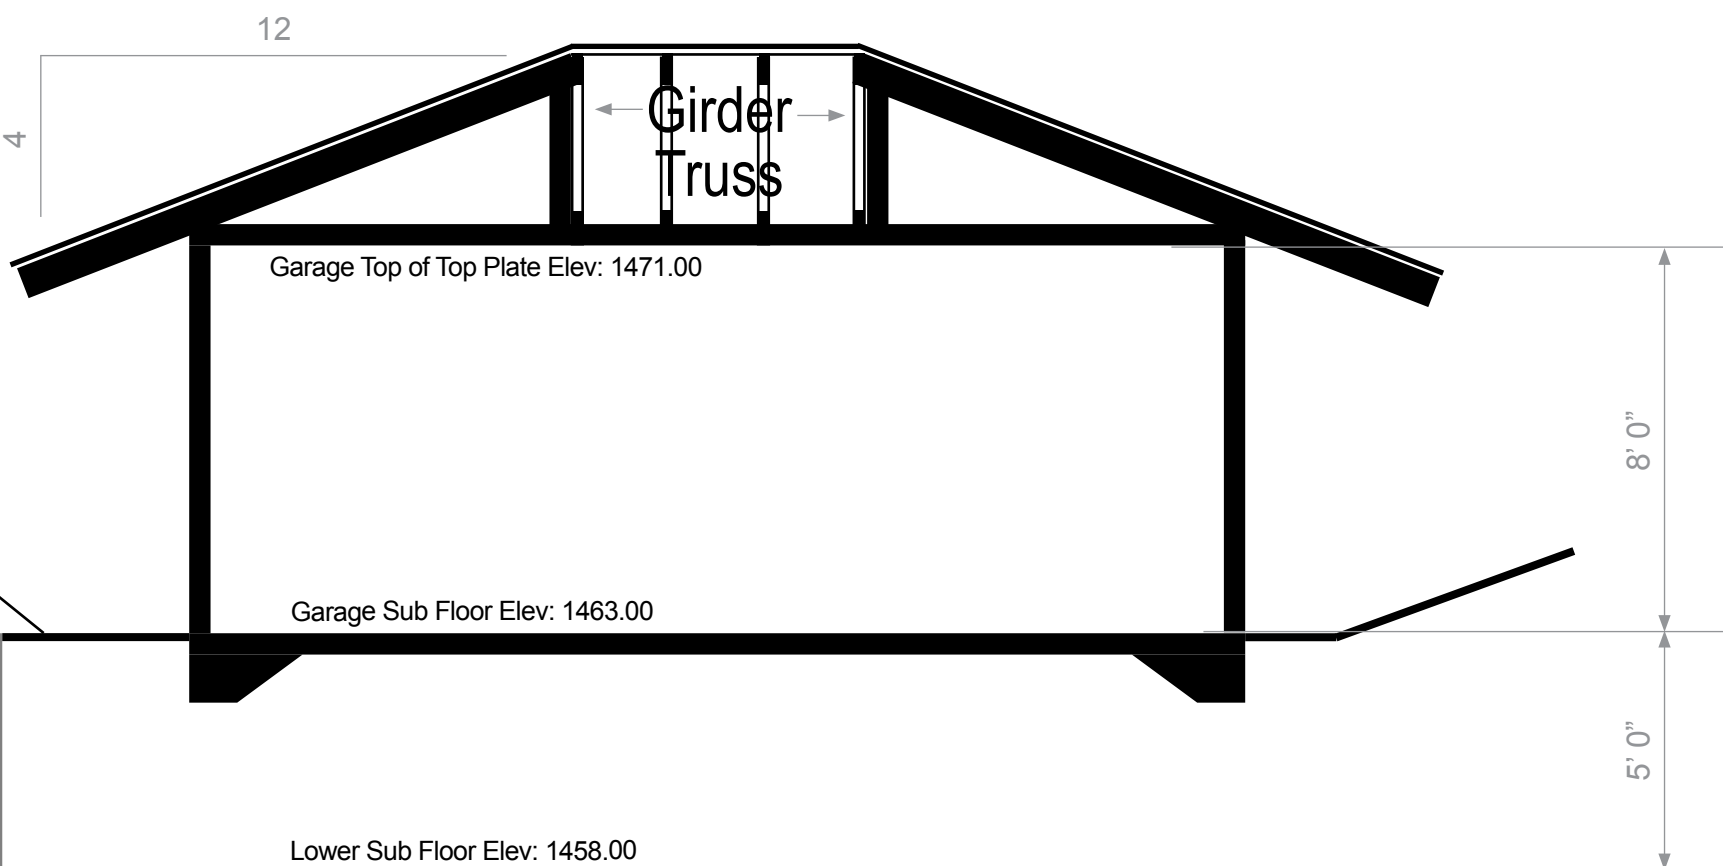 12
4
Girder
Truss
Garage Top of Top Plate Elev: 1471.00
8’ 0”
Garage Sub Floor Elev: 1463.00
5’ 0”
Lower Sub Floor Elev: 1458.00